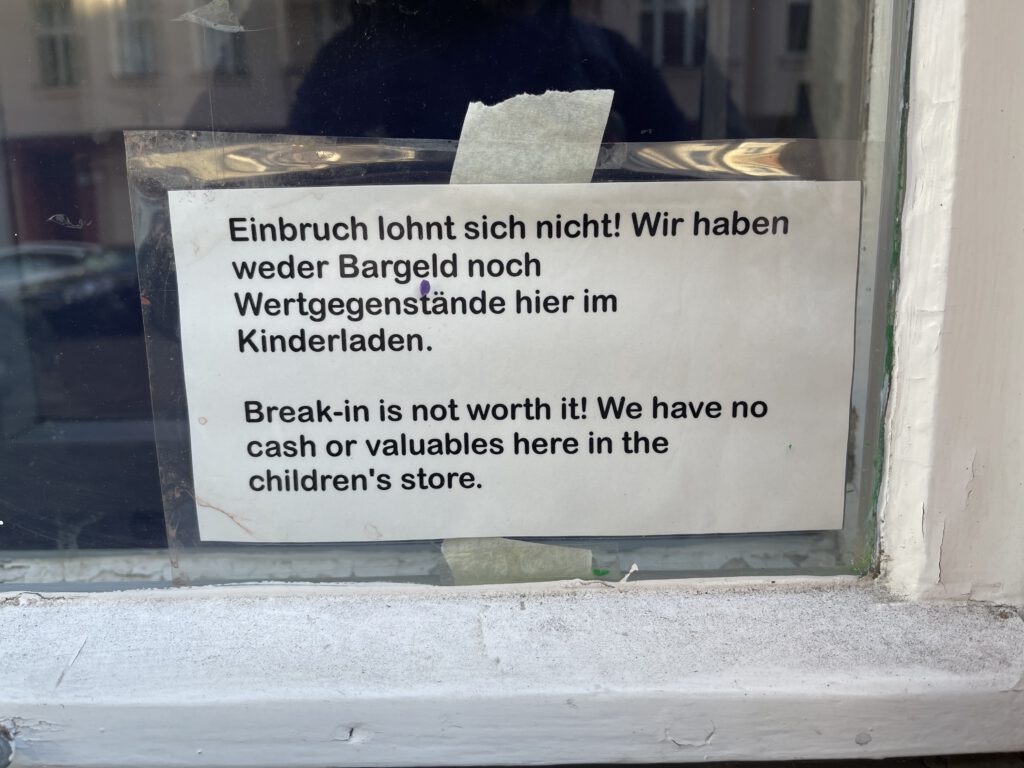 Einbruch lohnt sich nicht! Wir haben
weder Bargeld noch
Wertgegenstände hier im
Kinderladen.
Break-in is not worth it! We have no
cash or valuables here in the
children's store.